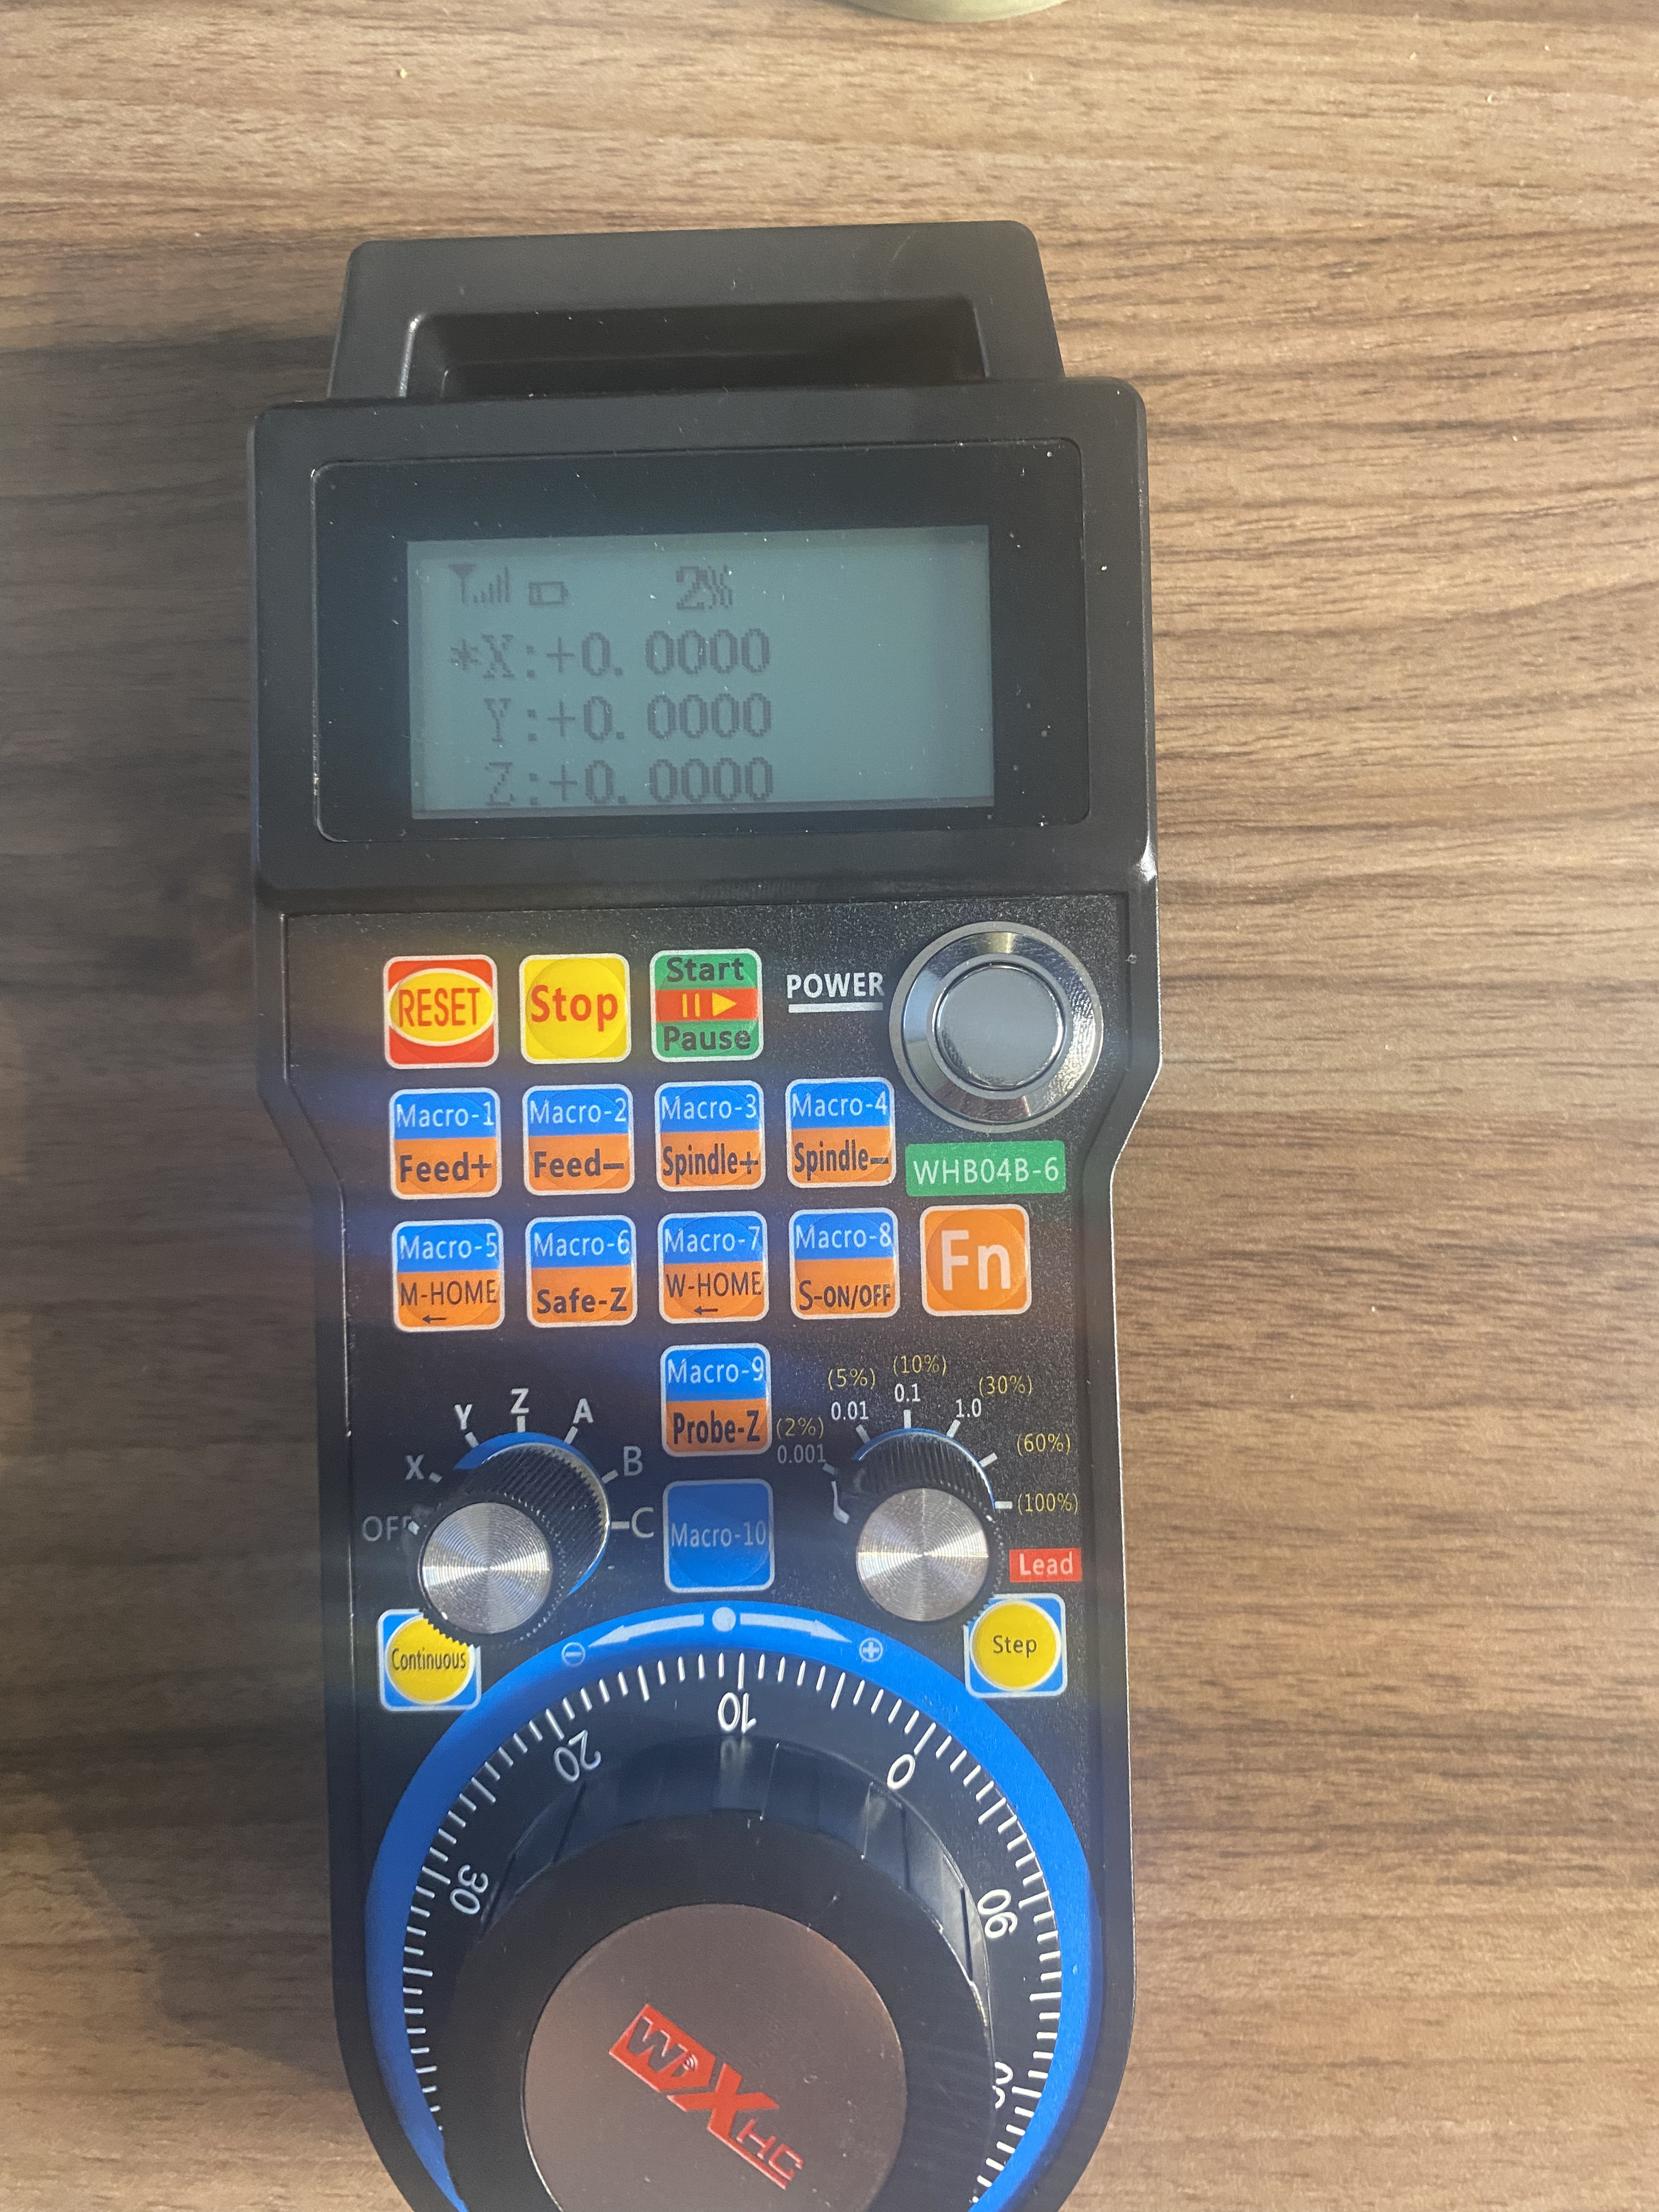 2%
*X:+0.0000
Y:+0.0000
Z:+0.0000
RESET
Stop
Start
Pause
POWER
Macro-1
Feed+
Macro-2
Feed-
Macro-3
Spindle+
Macro-4
Spindle-
WHB04B-6
Macro-5
M-HOME
Macro-6
Safe-Z
Macro-7
W-HOME
Macro-8
S-ON/OFF
Fn
Macro-9
Probe-Z
OFF
X
Y
Z
A
B
C
(2%)
0.001
(5%)
0.01
(10%)
0.1
(30%)
1.0
(60%)
(100%)
Lead
Macro-10
Continuous
Step
30
20
10
0
90
WiXHC